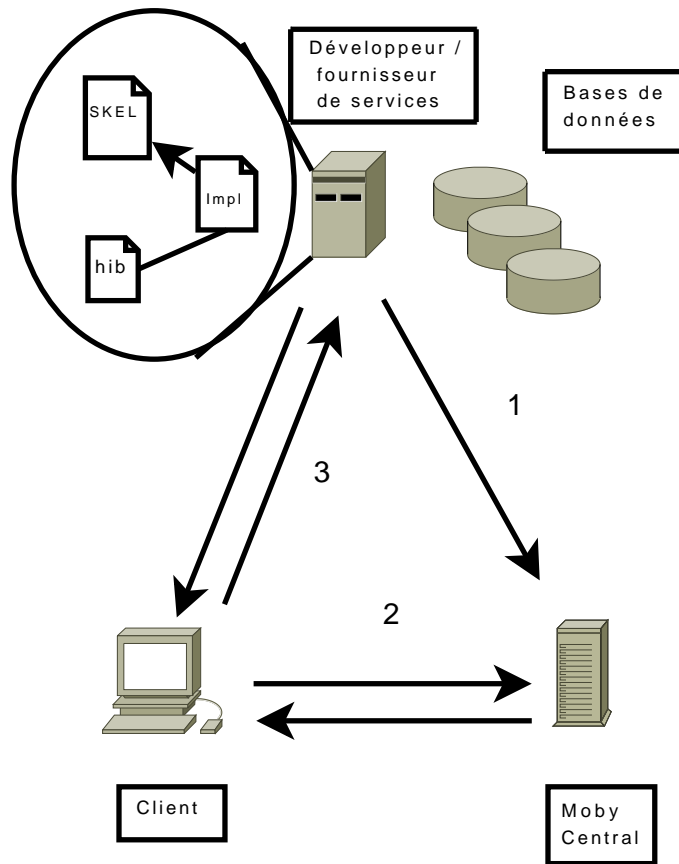 Développeur /
fournisseur
de services
Bases de
données
SKEL
Impl
hib
1
3
2
Client
Moby
Central